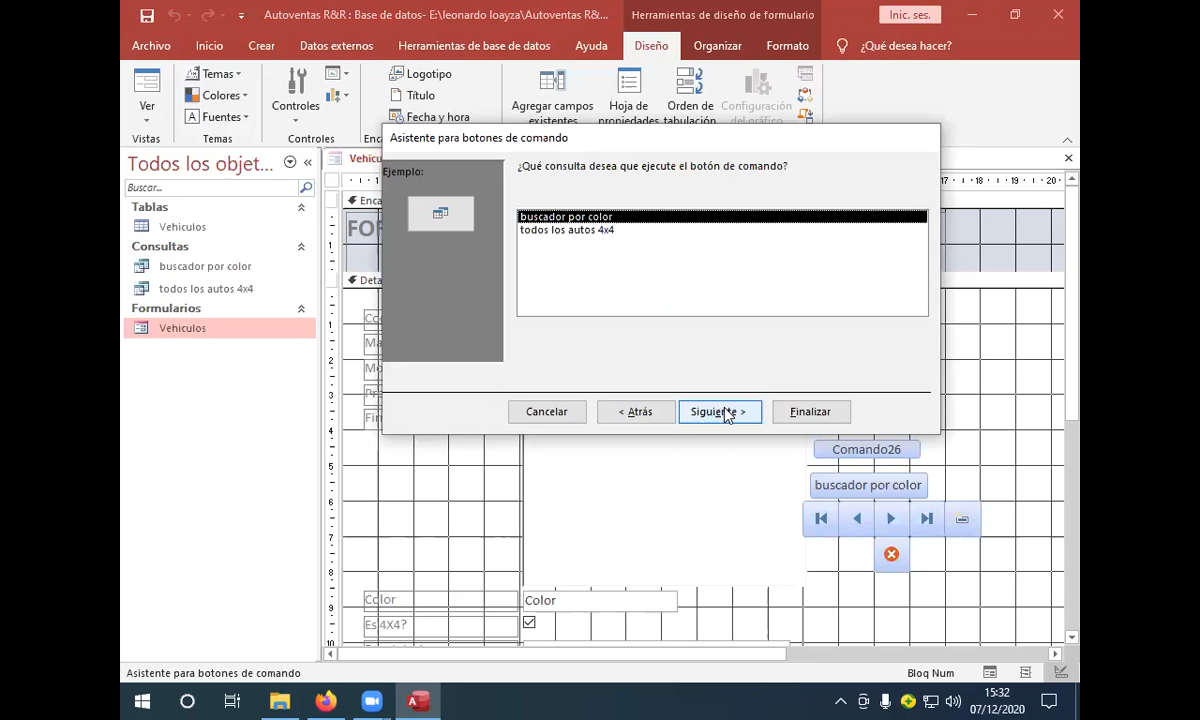 Autoventas R&R : Base de datos- E:\leonardo loayza\Autoventas R&...
Herramientas de diseño de formulario
Inic. ses.
Archivo
Inicio
Crear
Datos externos
Herramientas de base de datos
Ayuda
Diseño
Organizar
Formato
¿Qué desea hacer?
Ver
Vistas
Temas
Colores
Fuentes
Temas
Controles
Controles
Logotipo
Título
Fecha y hora
Agregar campos
existentes
Hoja de
propiedades
Orden de
tabulación
Configuración
del gráfico
Todos los objet...
Buscar...
Tablas
Vehiculos
Consultas
buscador por color
todos los autos 4x4
Formularios
Vehiculos
Asistente para botones de comando
Ejemplo:
¿Qué consulta desea que ejecute el botón de comando?
buscador por color
todos los autos 4x4
Cancelar
< Atrás
Siguiente >
Finalizar
FOR
Comando26
buscador por color
Color
Color
Es 4X4?
Asistente para botones de comando
Bloq Num
15:32
07/12/2020